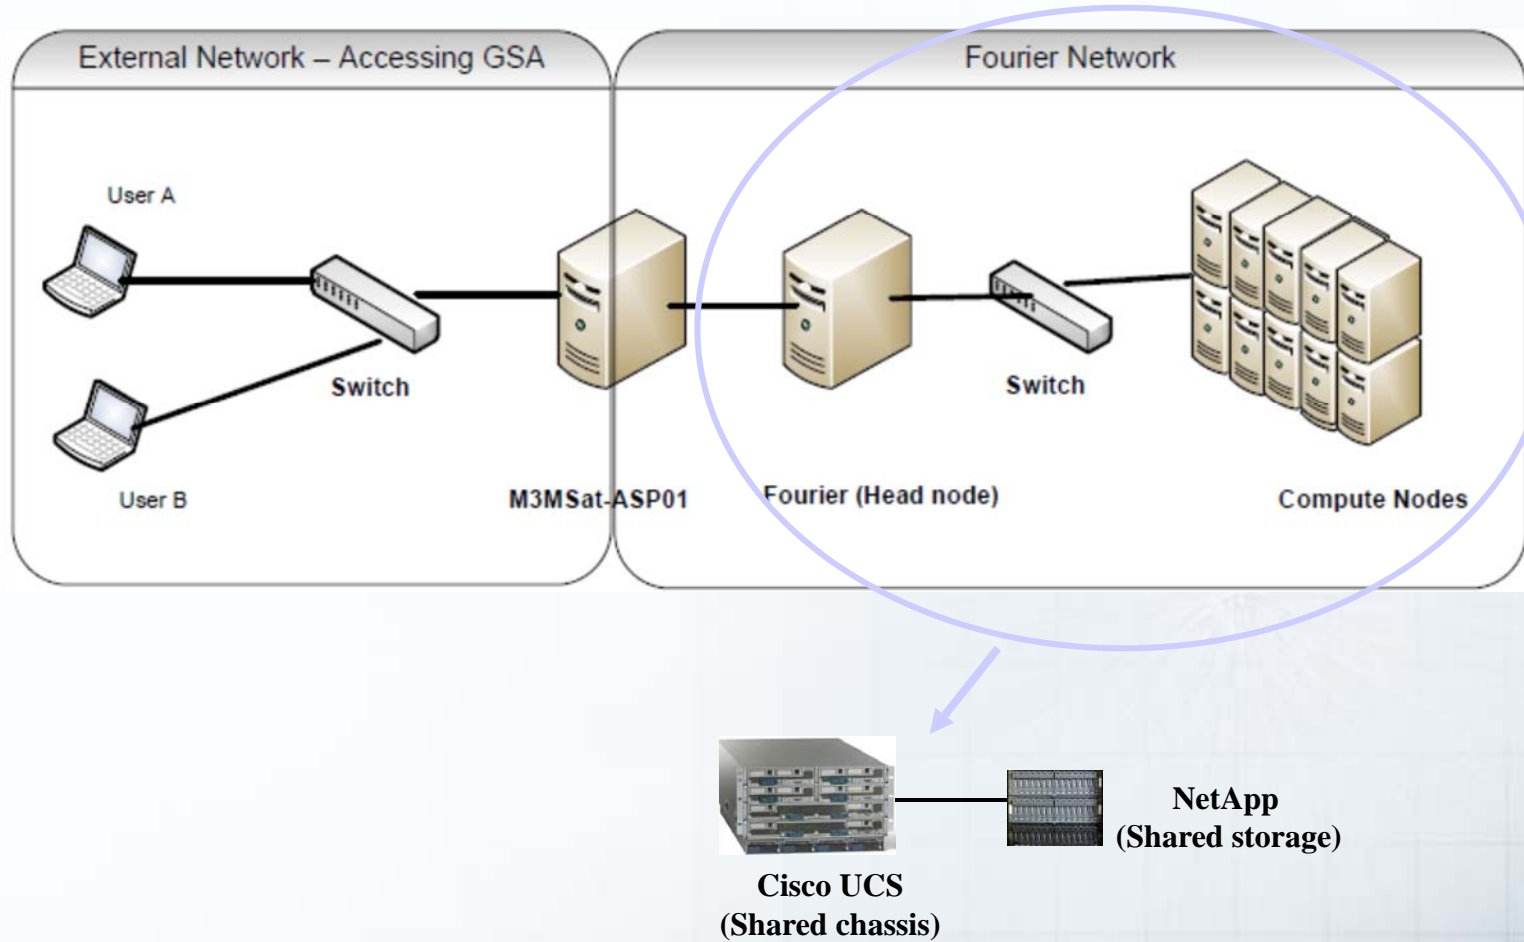 External Network – Accessing GSA
Fourier Network
User A
Switch
User B
M3MSat-ASP01
Fourier (Head node)
Switch
Compute Nodes
NetApp
(Shared storage)
Cisco UCS
(Shared chassis)